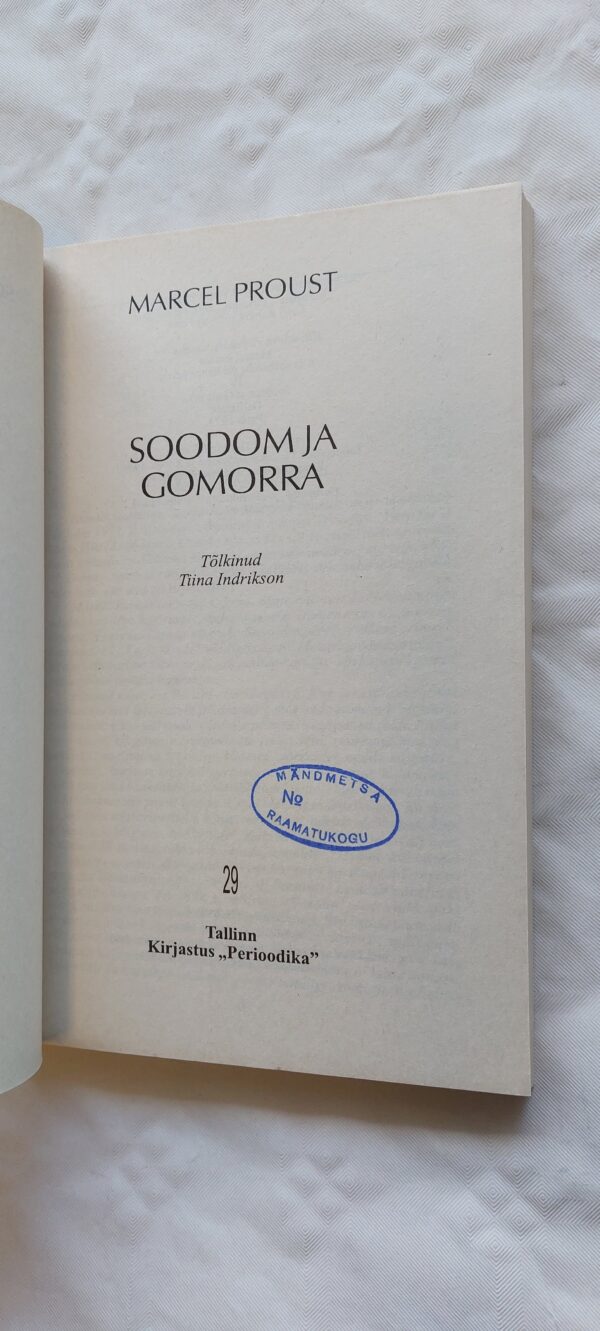 MARCEL PROUST
SOODOM JA
GOMORRA
Tõlkinud
Tiina Indrikson
MÄNDMETSA
№
RAAMATUKOGU
29
Tallinn
Kirjastus „Perioodika”